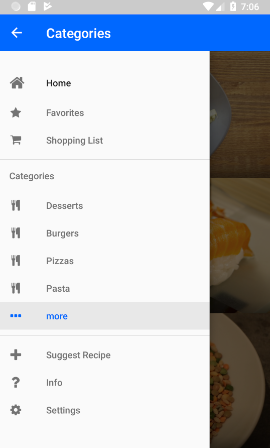 7:06
Categories
Home
Favorites
Shopping List
Categories
Desserts
Burgers
Pizzas
Pasta
more
Suggest Recipe
Info
Settings